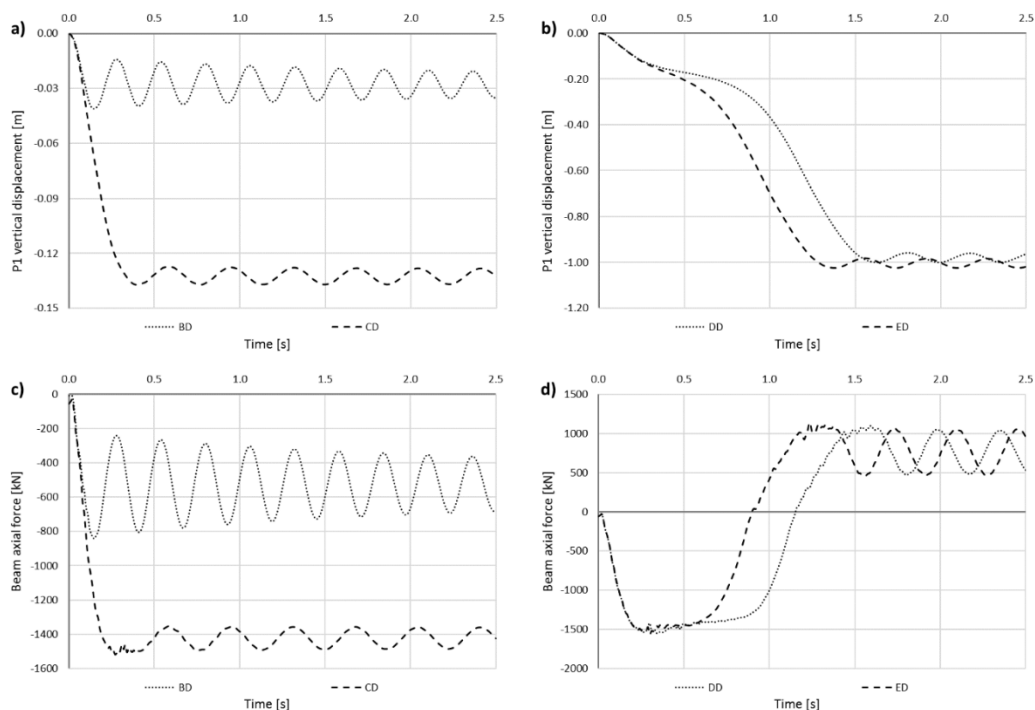 a)
0.0 0.5 1.0 1.5 2.0 2.5
0.00
-0.03
-0.06
-0.09
-0.12
-0.15
P1 vertical displacement [m]
BD CD
Time [s]
b)
0.0 0.5 1.0 1.5 2.0 2.5
0.00
-0.20
-0.40
-0.60
-0.80
-1.00
-1.20
P1 vertical displacement [m]
DD ED
Time [s]
c)
0.0 0.5 1.0 1.5 2.0 2.5
0
-200
-400
-600
-800
-1000
-1200
-1400
-1600
Beam axial force [kN]
BD CD
Time [s]
d)
0.0 0.5 1.0 1.5 2.0 2.5
1500
1000
500
0
-500
-1000
-1500
-2000
Beam axial force [kN]
DD ED
Time [s]